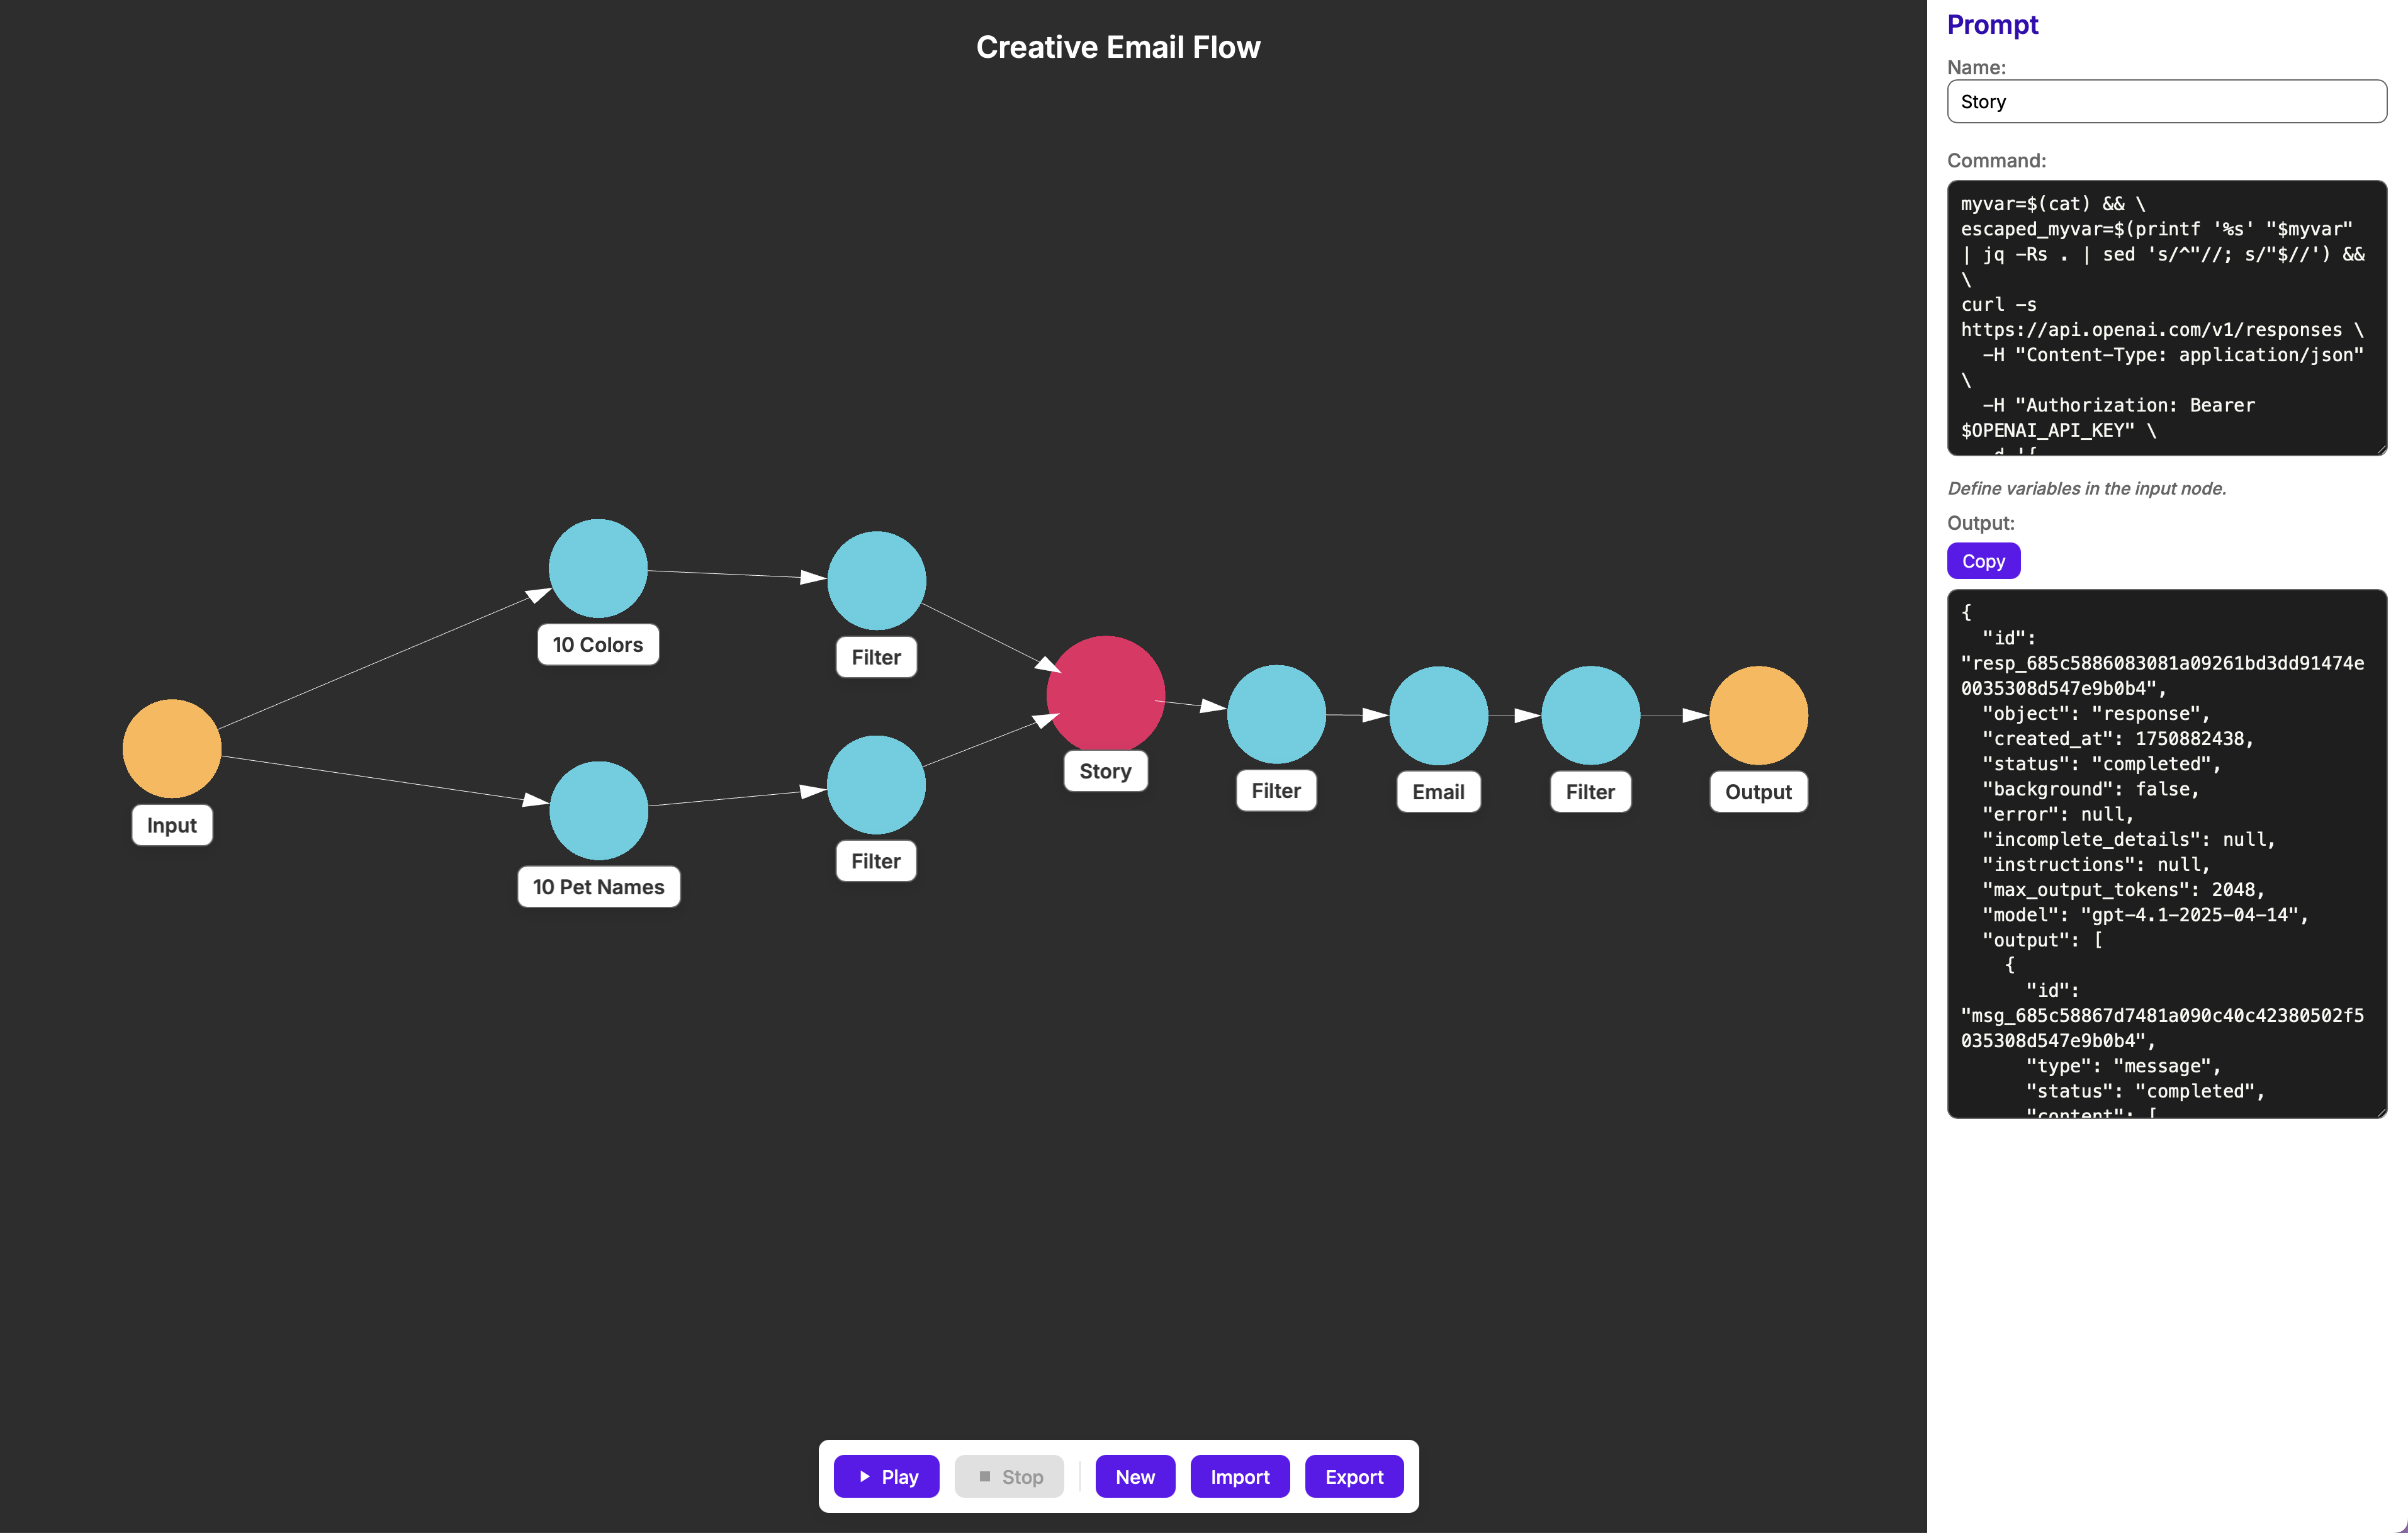 Creative Email Flow
10 Colors
Filter
Input
10 Pet Names
Filter
Story
Filter
Email
Filter
Output
Play
Stop
New
Import
Export
Prompt
Name:
Story
Command:
myvar=$(cat) && \
escaped_myvar=$(printf '%s' "$myvar"
| jq -Rs . | sed 's/^"//; s/"$//') &&
\
curl -s
https://api.openai.com/v1/responses \
-H "Content-Type: application/json"
\
-H "Authorization: Bearer
$OPENAI_API_KEY" \
Define variables in the input node.
Output:
Copy
{
"id":
"resp_685c5886083081a09261bd3dd91474e
0035308d547e9b0b4",
"object": "response",
"created_at": 1750882438,
"status": "completed",
"background": false,
"error": null,
"incomplete_details": null,
"instructions": null,
"max_output_tokens": 2048,
"model": "gpt-4.1-2025-04-14",
"output": [
{
"id":
"msg_685c58867d7481a090c40c42380502f5
035308d547e9b0b4",
"type": "message",
"status": "completed",
"content": [